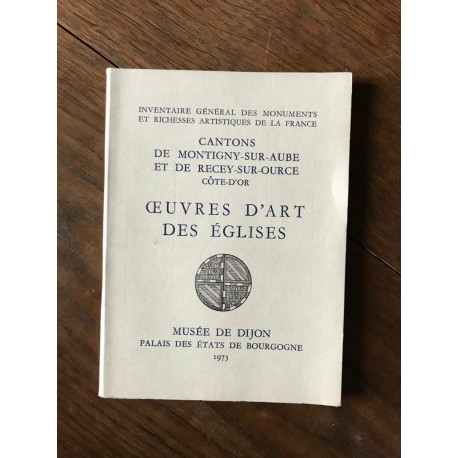 INVENTAIRE GÉNÉRAL DES MONUMENTS
ET RICHESSES ARTISTIQUES DE LA FRANCE
CANTONS
DE MONTIGNY-SUR-AUBE
ET DE RECEY-SUR-OURCE
CÔTE-D'OR
ŒUVRES D'ART
DES ÉGLISES
MUSÉE DE DIJON
PALAIS DES ÉTATS DE BOURGOGNE
1973